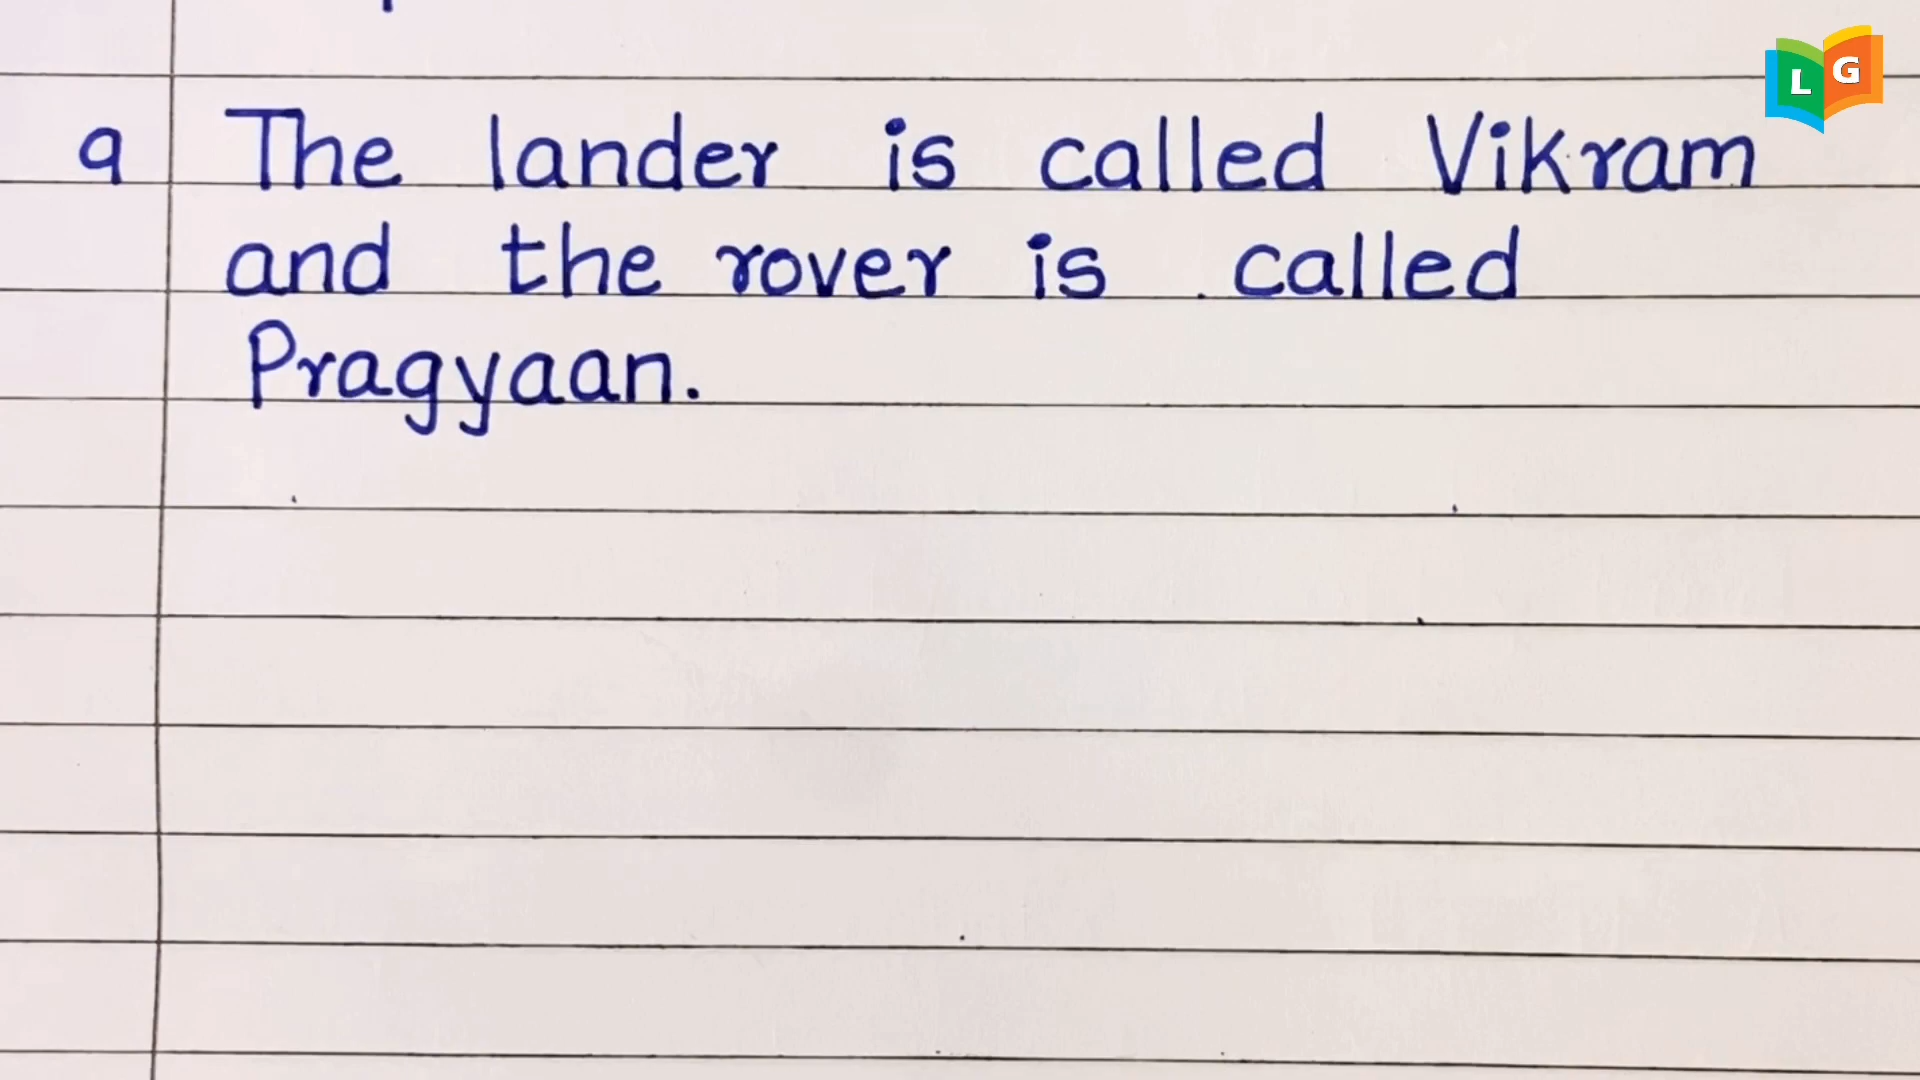 L G
9 The lander is called Vikram
and the rover is called
Pragyaan.